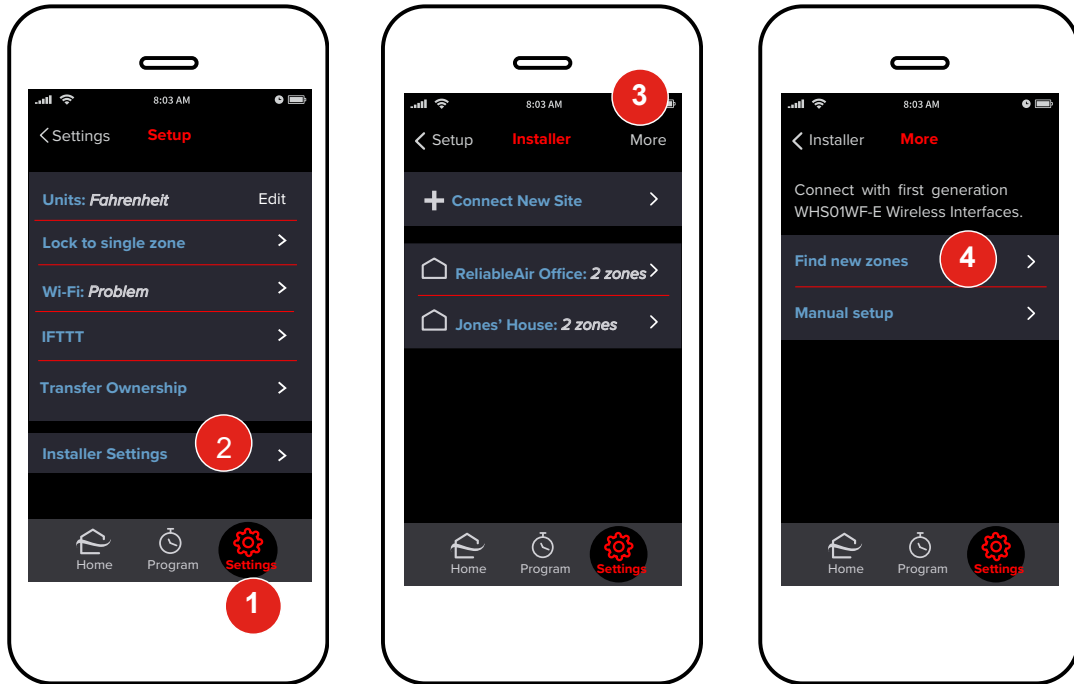 8:03 AM
Settings Setup
Units: Fahrenheit Edit
Lock to single zone
Wi-Fi: Problem
IFTTT
Transfer Ownership
Installer Settings 2
Home Program Settings
1
3
8:03 AM
Setup Installer More
Connect New Site
ReliableAir Office: 2 zones
Jones' House: 2 zones
Home Program Settings
8:03 AM
Installer More
Connect with first generation
WHS01WF-E Wireless Interfaces.
Find new zones 4
Manual setup
Home Program Settings